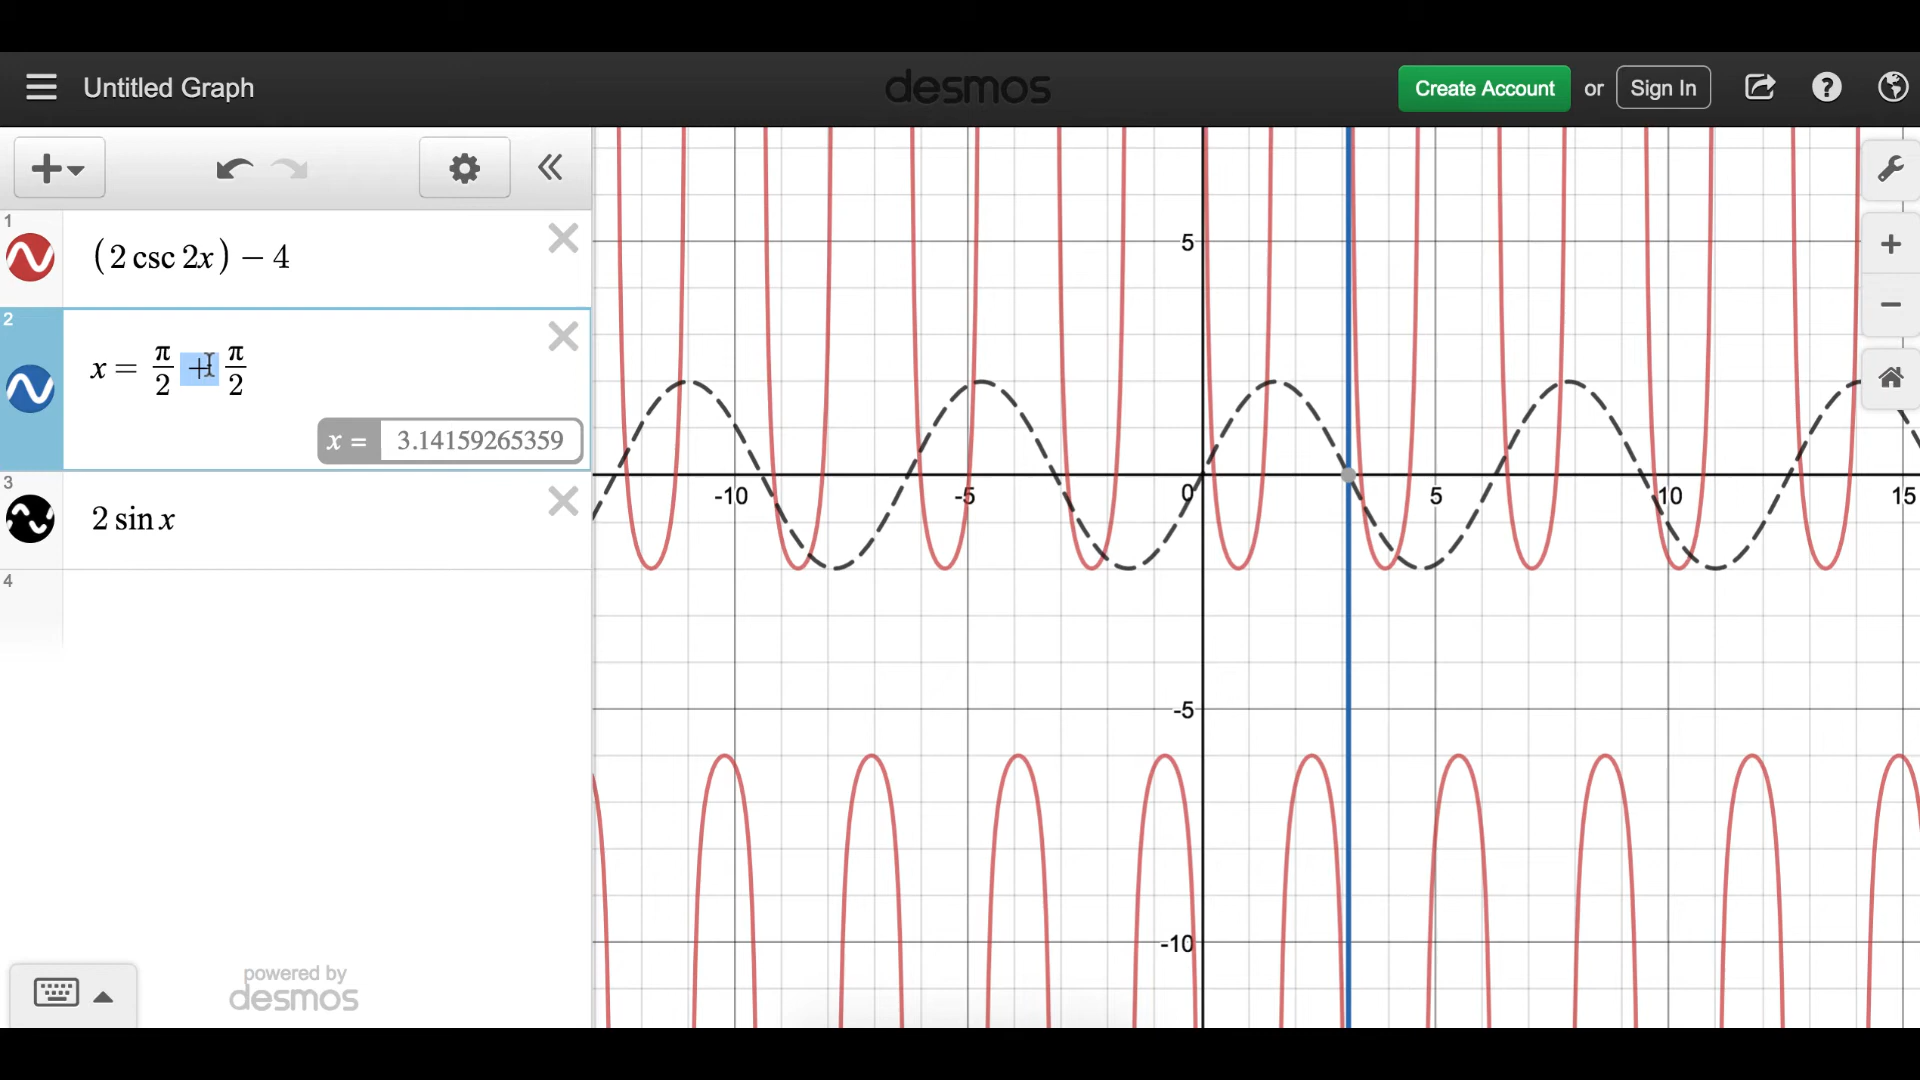 Untitled Graph
desmos
Create Account or Sign In
1
(2 csc 2x) − 4
2
x = π/2 + π/2
x = 3.14159265359
3
2 sin x
4
powered by
desmos
5
-10 -5 0 5 10 15
-5
-10